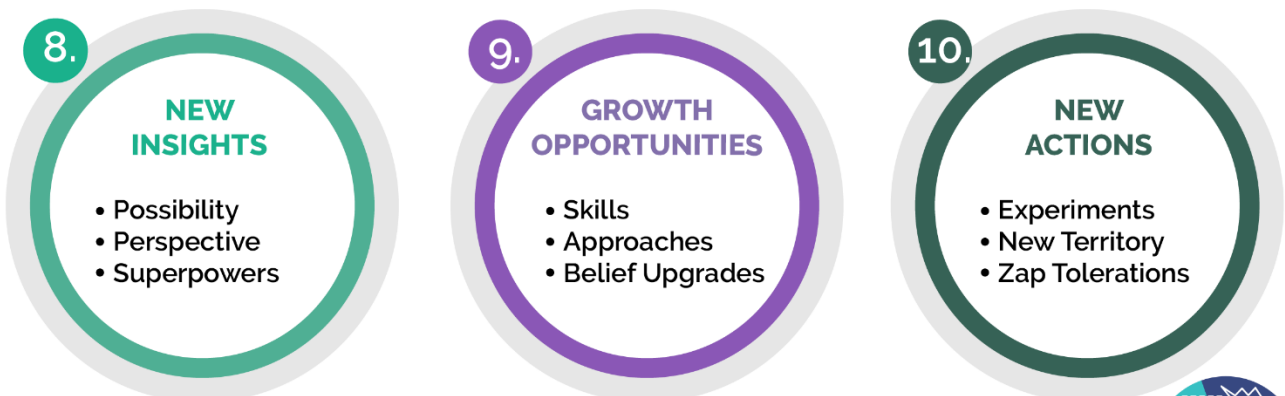 8.
NEW
INSIGHTS
• Possibility
• Perspective
• Superpowers
9.
GROWTH
OPPORTUNITIES
• Skills
• Approaches
• Belief Upgrades
10.
NEW
ACTIONS
• Experiments
• New Territory
• Zap Tolerations